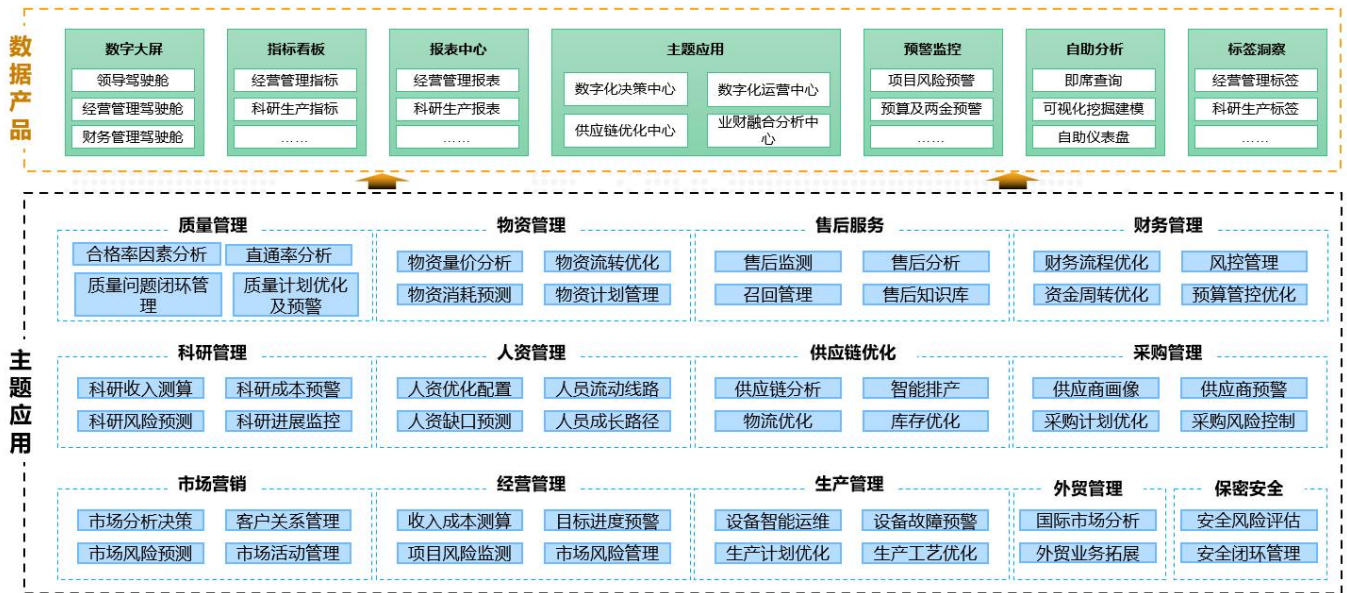 数据产品
数字大屏
领导驾驶舱
经营管理驾驶舱
财务管理驾驶舱
指标看板
经营管理指标
科研生产指标
……
报表中心
经营管理报表
科研生产报表
……
主题应用
数字化决策中心
数字化运营中心
供应链优化中心
业财融合分析中
心
预警监控
项目风险预警
预算及两金预警
……
自助分析
即席查询
可视化挖掘建模
自助仪表盘
标签洞察
经营管理标签
科研生产标签
……
主题应用
质量管理
合格率因素分析
直通率分析
质量问题闭环管
理
质量计划优化
及预警
物资管理
物资量价分析
物资流转优化
物资消耗预测
物资计划管理
售后服务
售后监测
售后分析
召回管理
售后知识库
财务管理
财务流程优化
风控管理
资金周转优化
预算管控优化
科研管理
科研收入测算
科研成本预警
科研风险预测
科研进展监控
人资管理
人资优化配置
人员流动线路
人资缺口预测
人员成长路径
供应链优化
供应链分析
智能排产
物流优化
库存优化
采购管理
供应商画像
供应商预警
采购计划优化
采购风险控制
市场营销
市场分析决策
客户关系管理
市场风险预测
市场活动管理
经营管理
收入成本测算
目标进度预警
项目风险监测
市场风险管理
生产管理
设备智能运维
设备故障预警
生产计划优化
生产工艺优化
外贸管理
国际市场分析
外贸业务拓展
保密安全
安全风险评估
安全闭环管理